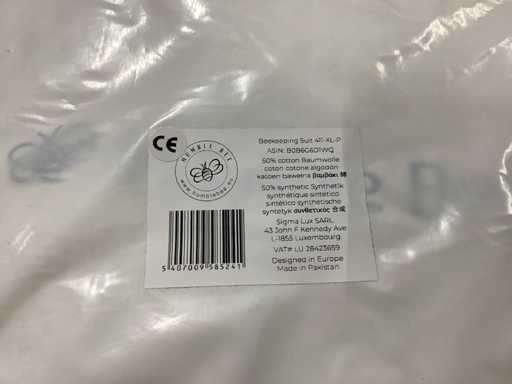 CE
HUMBLE BEE
www.humblebee.eu
5 407009 585241
Beekeeping Suit 411-XL-P
ASIN: B0B6G6D1WQ
50% cotton Baumwolle
coton cotone algodón
katoen bawełna βαμβάκι 棉
50% synthetic Synthetik
synthétique sintetico
sintético synthetische
syntetyk συνθετικός 合成
Sigma Lux SARL
43 John F Kennedy Ave
L-1855 Luxembourg
VAT# LU 28423659
Designed in Europe
Made in Pakistan